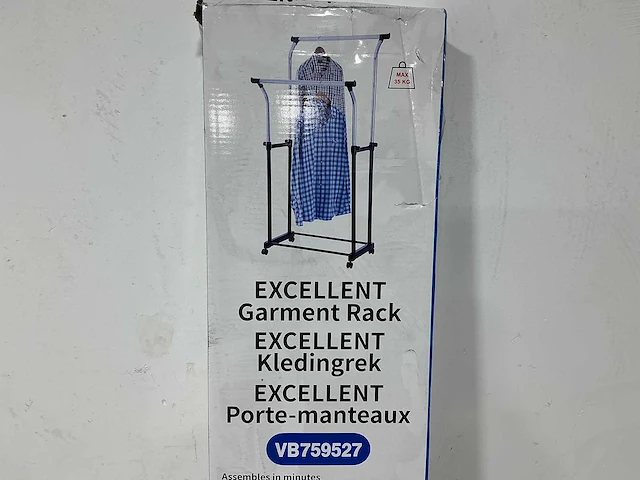 MAX
35 KG
EXCELLENT
Garment Rack
EXCELLENT
Kledingrek
EXCELLENT
Porte-manteaux
VB759527
Assembles in minutes